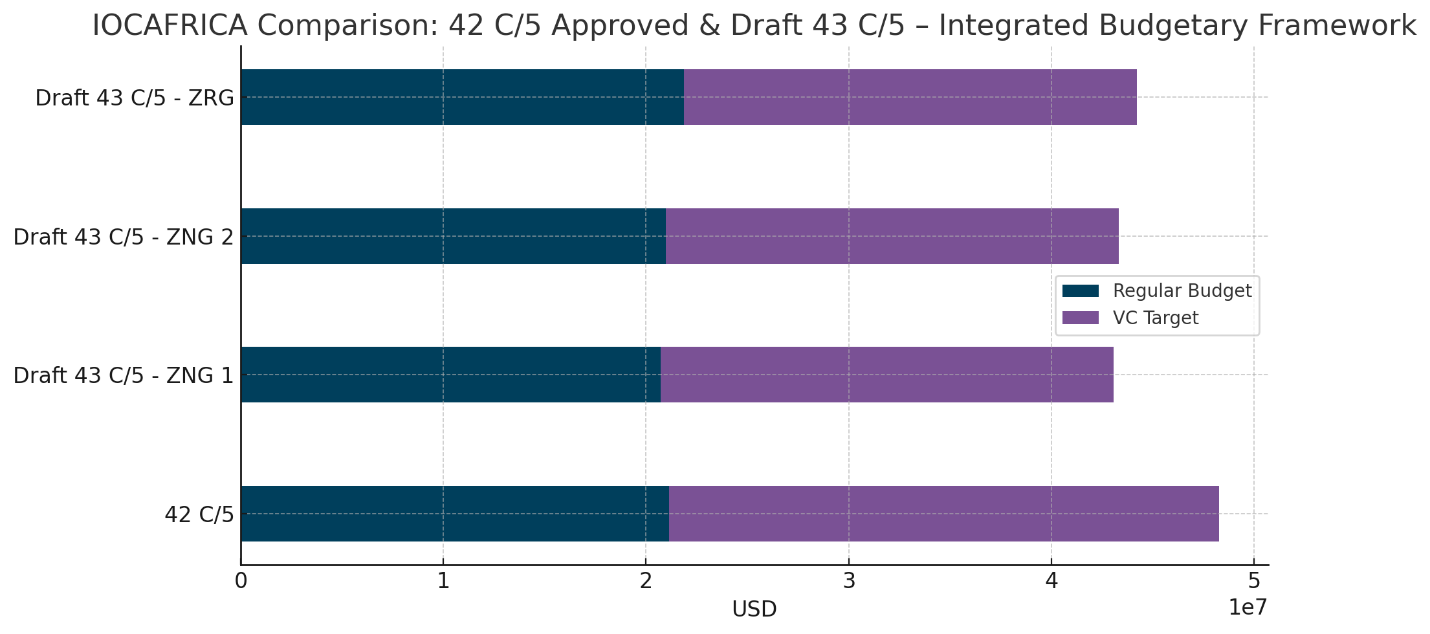 IOCAFRICA Comparison: 42 C/5 Approved & Draft 43 C/5 – Integrated Budgetary Framework
Draft 43 C/5 - ZRG
Draft 43 C/5 - ZNG 2
Regular Budget
VC Target
Draft 43 C/5 - ZNG 1
42 C/5
0 1 2 3 4 5
USD
1e7